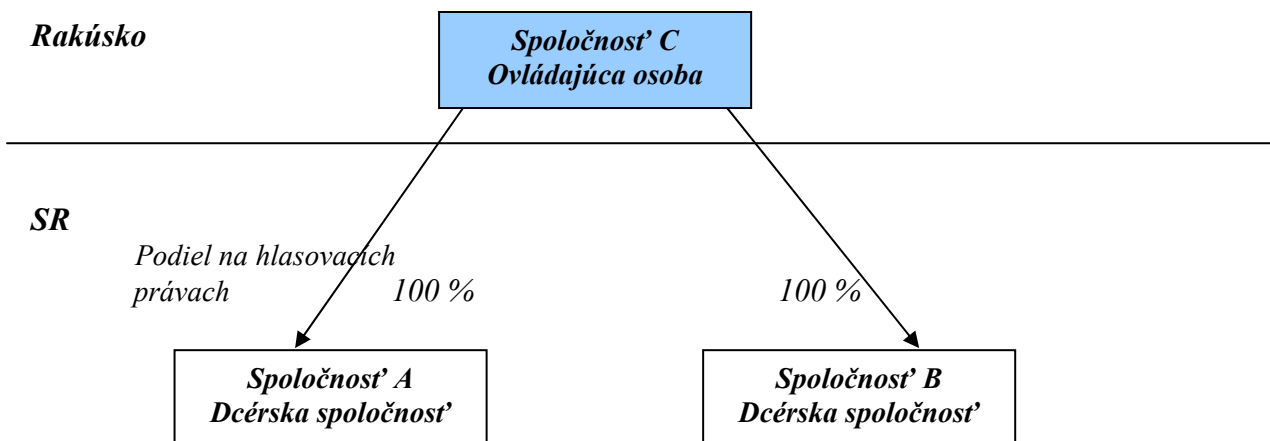 Rakúsko
Spoločnosť C
Ovládajúca osoba
SR
Podiel na hlasovacích
právach
100 %
100 %
Spoločnosť A
Dcérska spoločnosť
Spoločnosť B
Dcérska spoločnosť